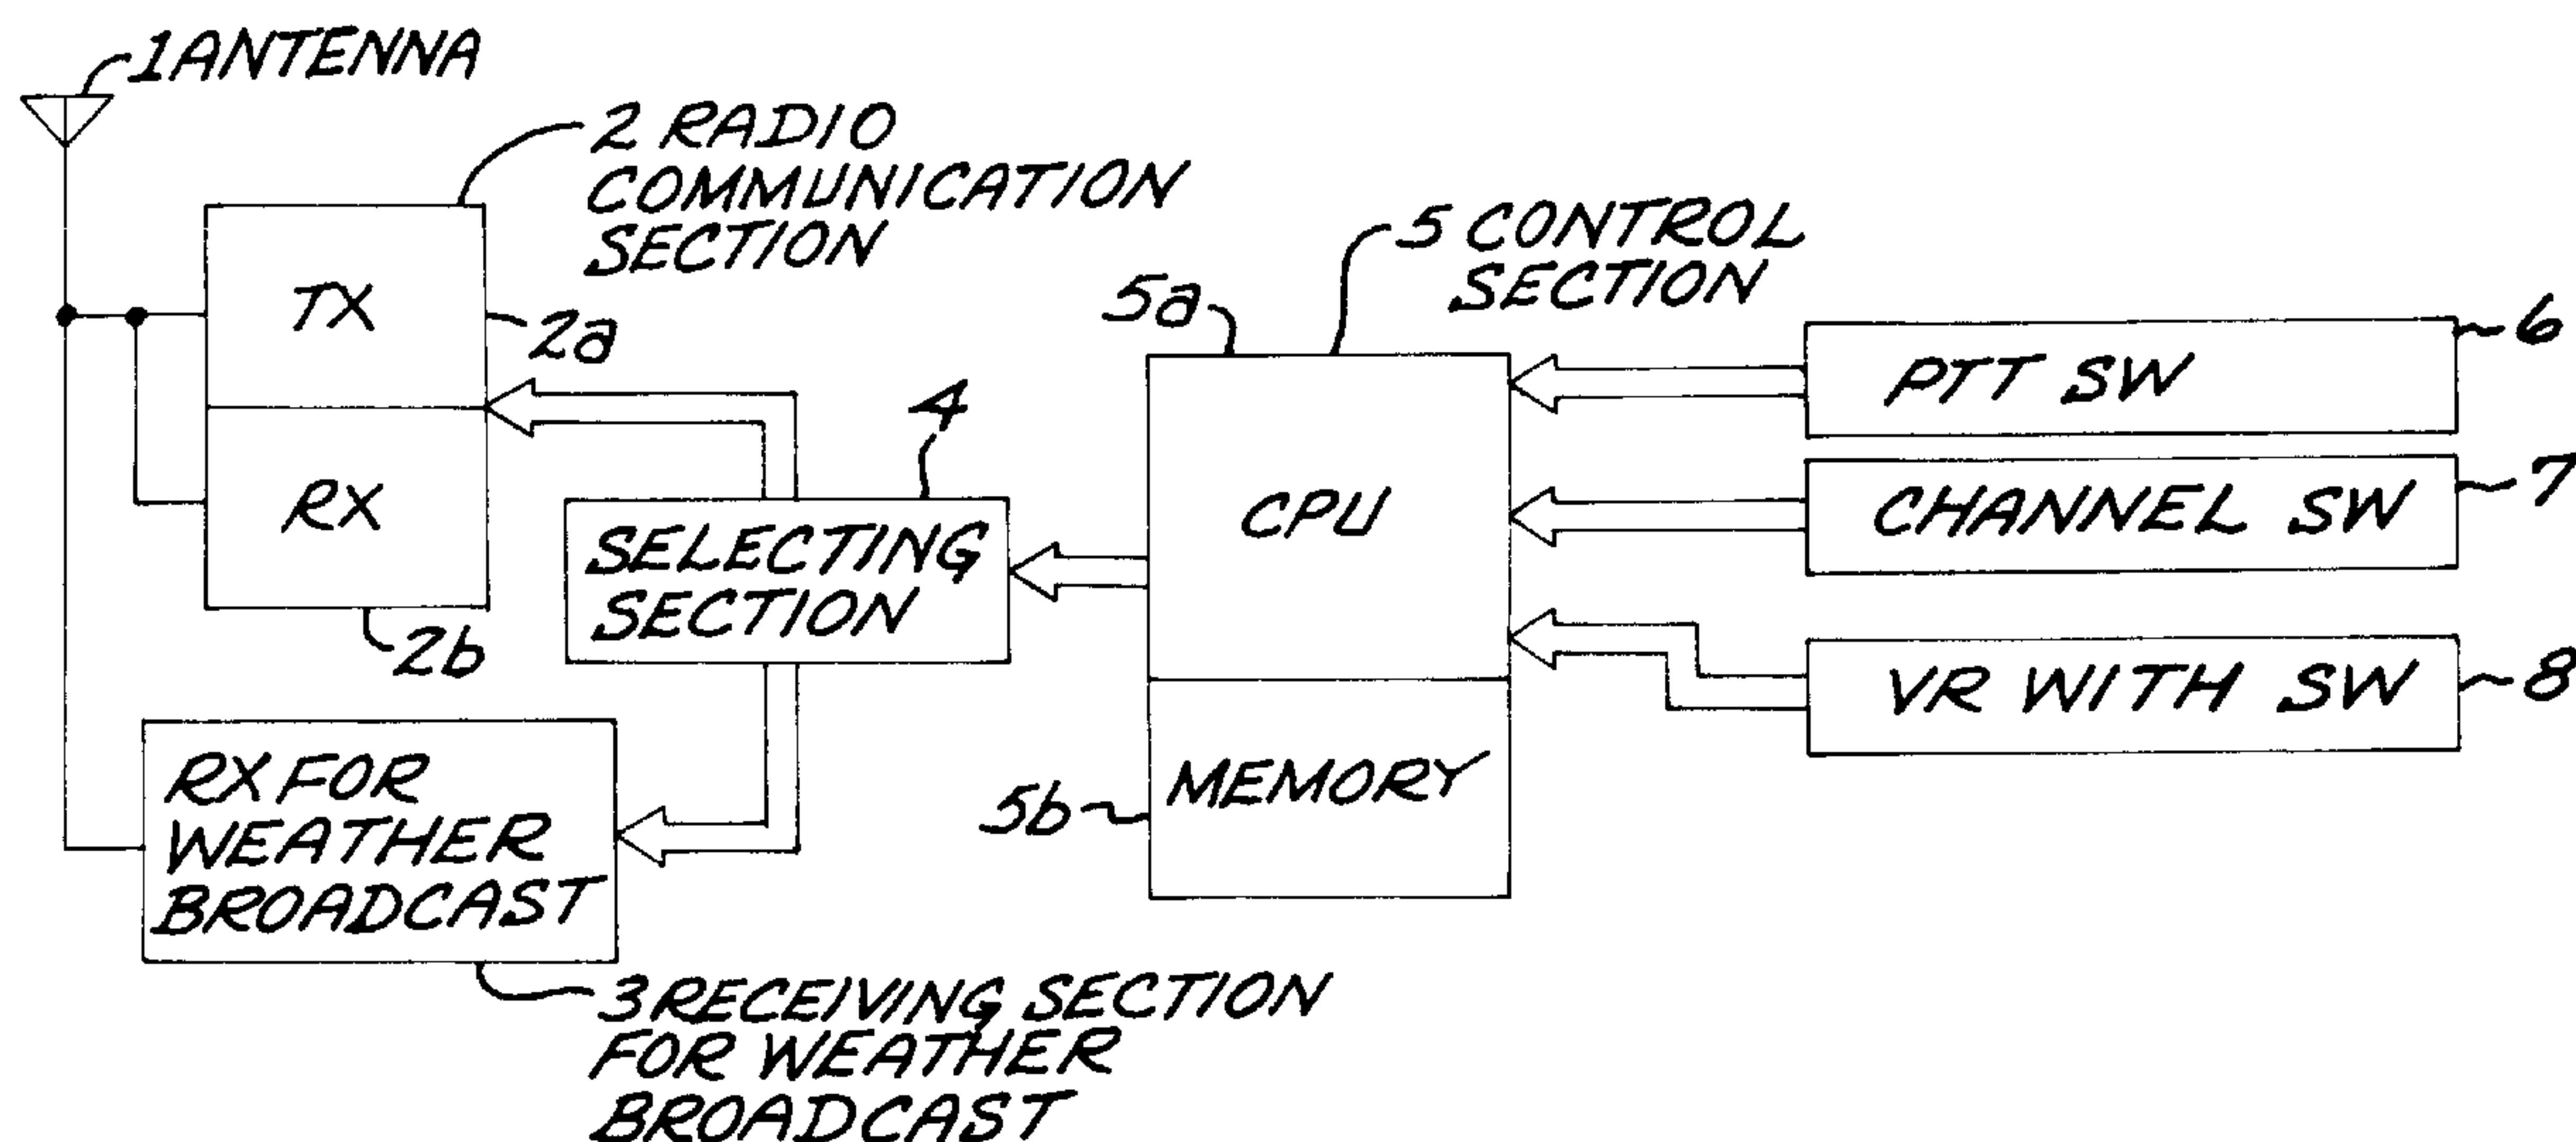 1 ANTENNA
2 RADIO
COMMUNICATION
SECTION
TX
2a
RX
2b
4
SELECTING
SECTION
5 CONTROL
SECTION
5a
CPU
MEMORY
5b
PTT SW
6
CHANNEL SW
7
VR WITH SW
8
RX FOR
WEATHER
BROADCAST
3 RECEIVING SECTION
FOR WEATHER
BROADCAST